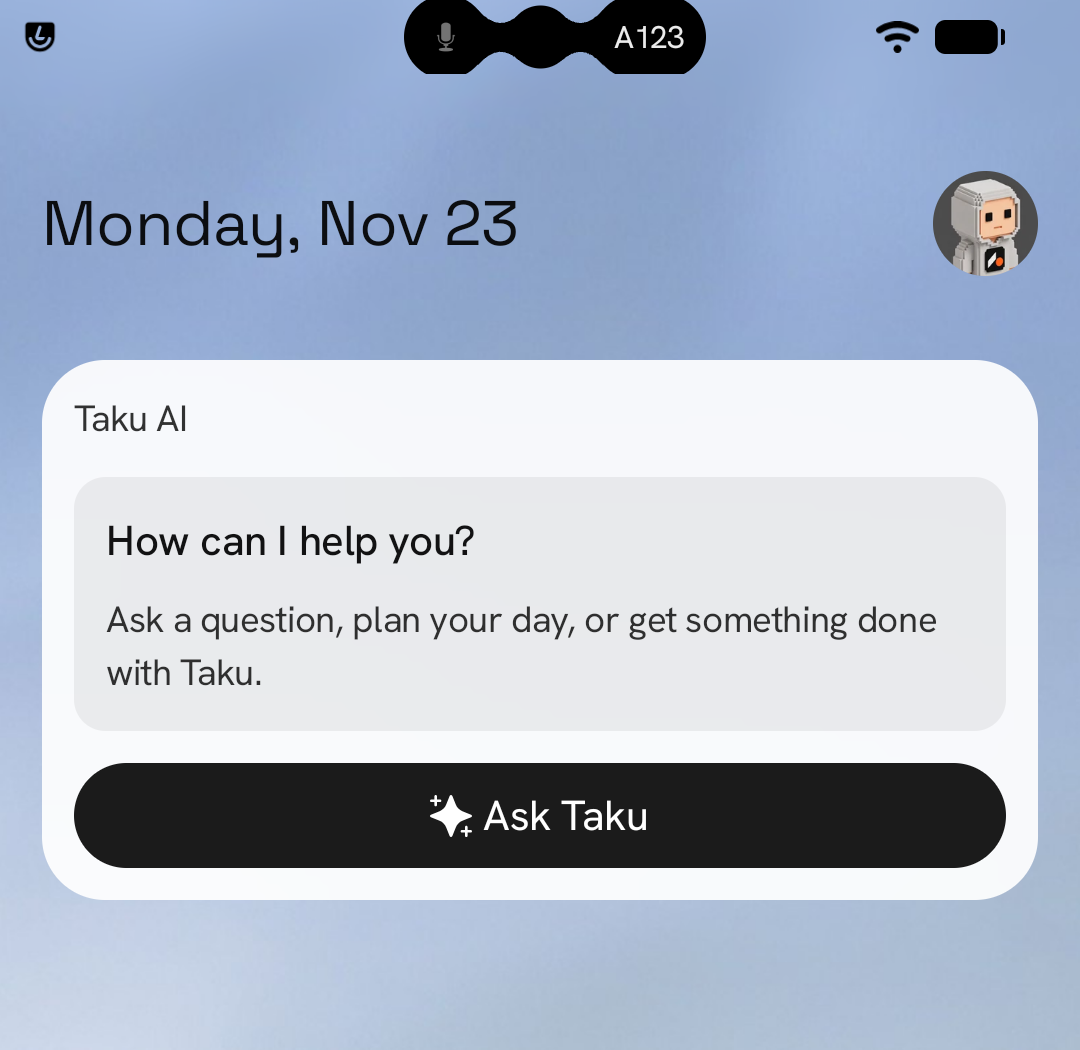 A123
Monday, Nov 23
Taku AI
How can I help you?
Ask a question, plan your day, or get something done
with Taku.
Ask Taku